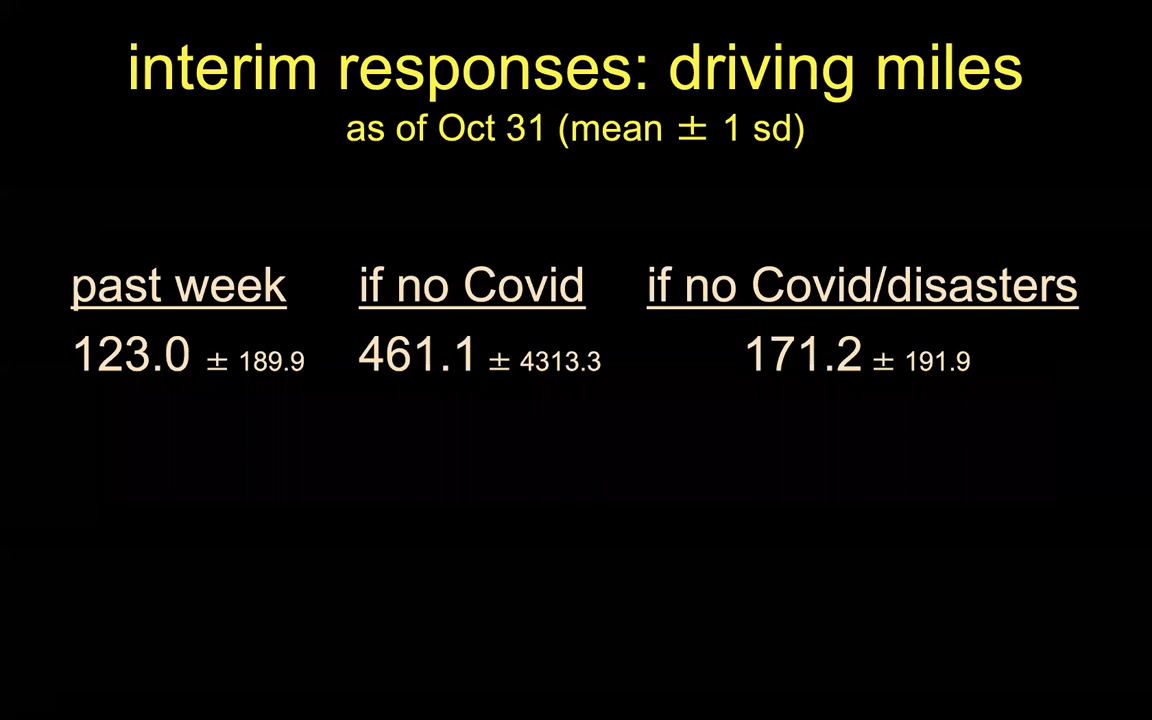 interim responses: driving miles
as of Oct 31 (mean ± 1 sd)
past week if no Covid if no Covid/disasters
123.0 ± 189.9 461.1 ± 4313.3 171.2 ± 191.9